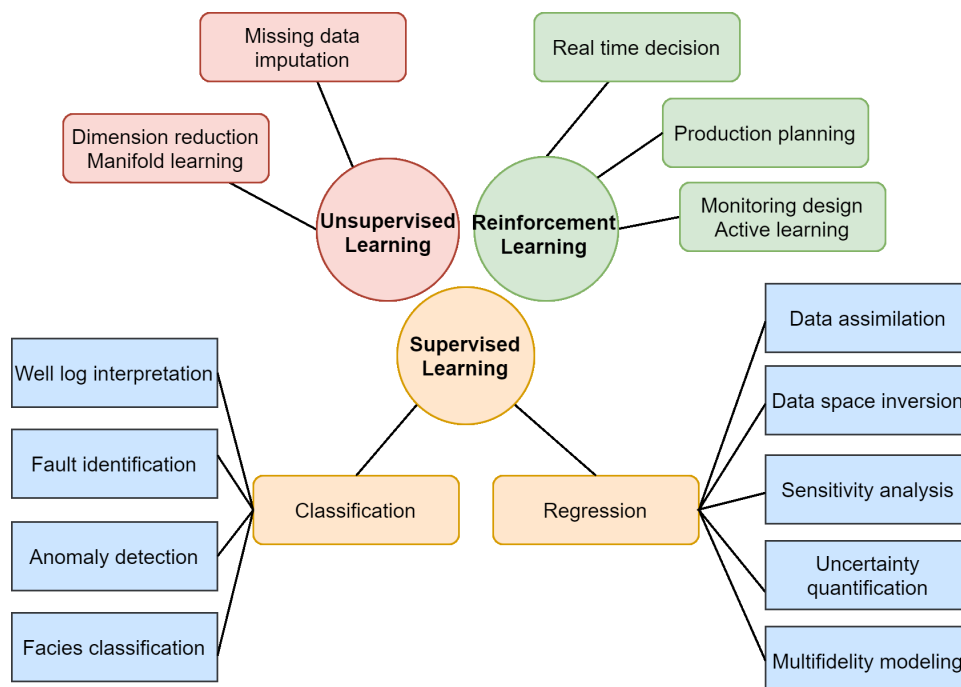 Missing data
imputation
Real time decision
Dimension reduction
Manifold learning
Production planning
Unsupervised
Learning
Reinforcement
Learning
Monitoring design
Active learning
Supervised
Learning
Well log interpretation
Fault identification
Anomaly detection
Facies classification
Classification
Regression
Data assimilation
Data space inversion
Sensitivity analysis
Uncertainty
quantification
Multifidelity modeling